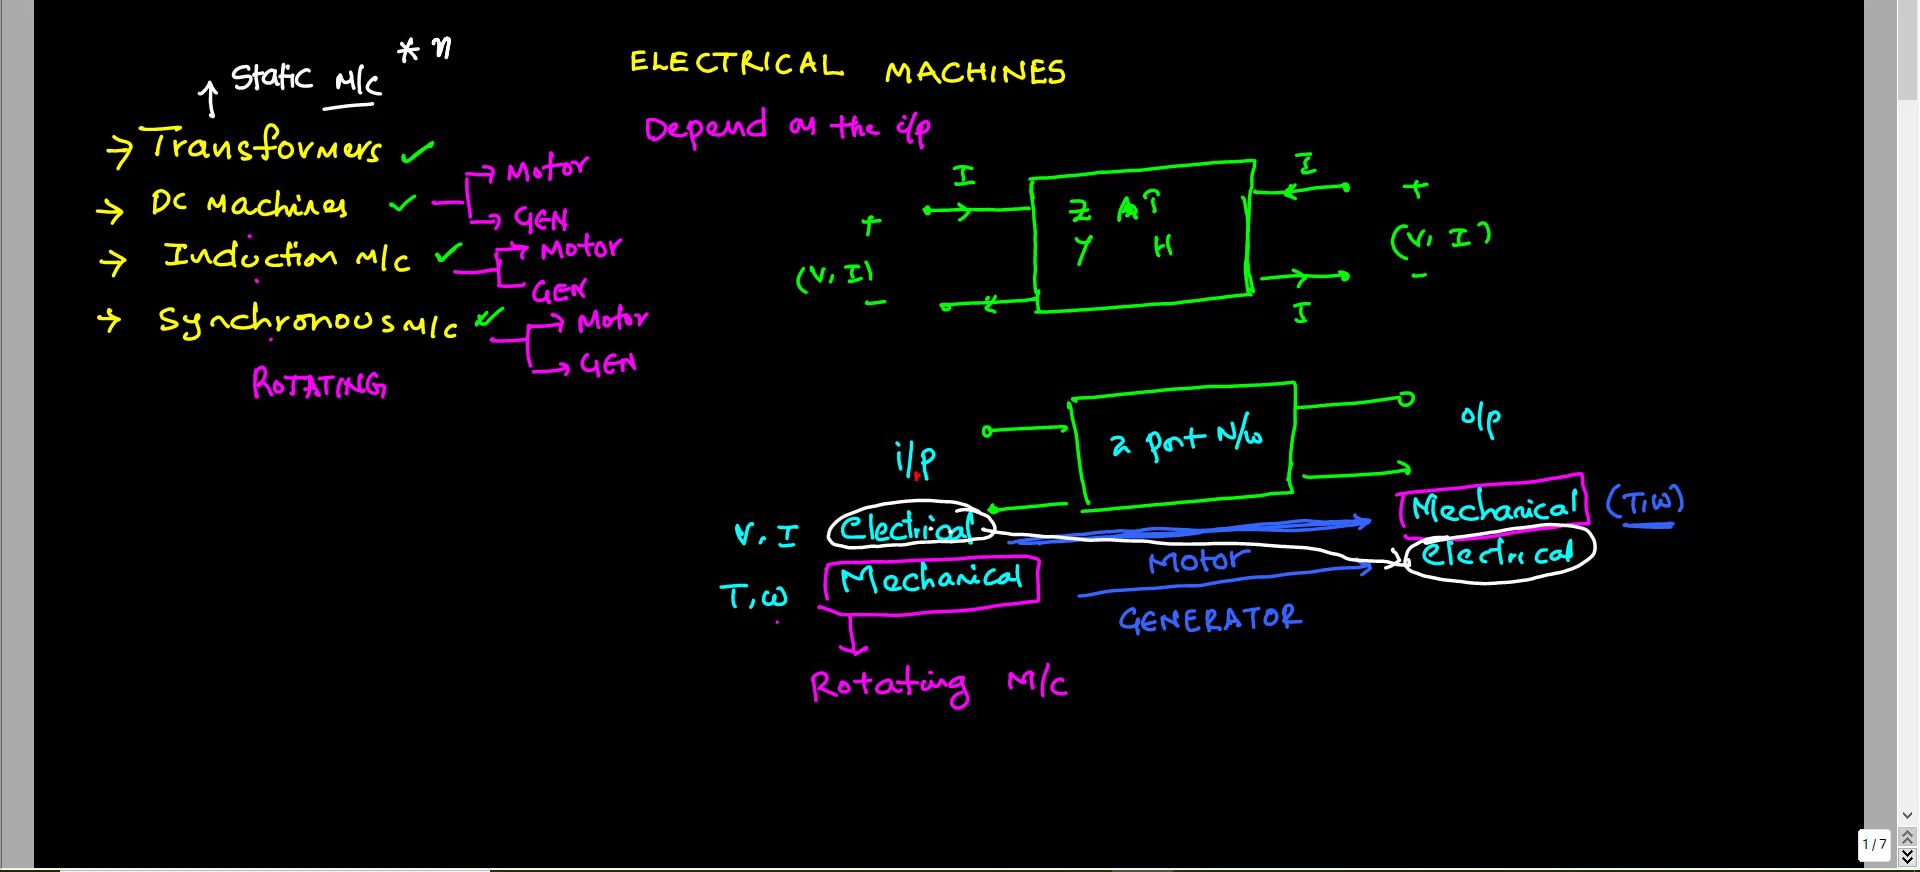 Static M/C * η
ELECTRICAL MACHINES
→ Transformers ✓
Depend on the i/p
→ DC Machines ✓
→ Motor
→ GEN
→ Induction M/C ✓
→ Motor
GEN
→ Synchronous M/C ✓
→ Motor
→ GEN
ROTATING
I
I
+
(V, I)
-
Z T
Y H
+
(V, I)
-
I
i/p
2 Port N/W
o/p
V, I
Electrical
Mechanical
(T, ω)
T, ω
Mechanical
Motor
Electrical
GENERATOR
Rotating M/C
1 / 7